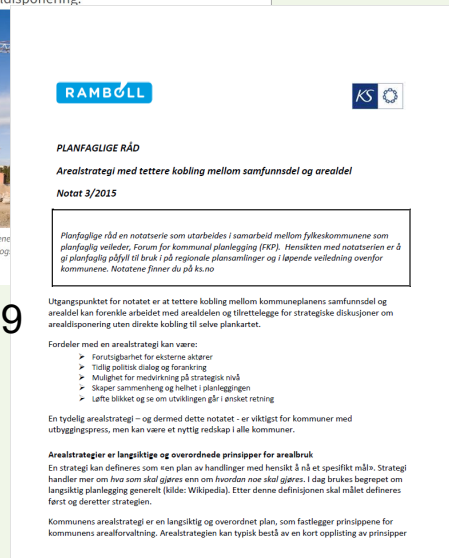 ldisponering.
RAMBOLL
KS
PLANFAGLIGE RÅD
Arealstrategi med tettere kobling mellom samfunnsdel og arealdel
Notat 3/2015
Planfaglige råd en notatserie som utarbeides i samarbeid mellom fylkeskommunene som
planfaglig veileder, Forum for kommunal planlegging (FKP). Hensikten med notatserien er å
gi planfaglig påfyll til bruk i på regionale plansamlinger og i løpende veiledning ovenfor
kommunene. Notatene finner du på ks.no
9
Utgangspunktet for notatet er at tettere kobling mellom kommuneplanens samfunnsdel og
arealdel kan forenkle arbeidet med arealdelen og tilrettelegge for strategiske diskusjoner om
arealdisponering uten direkte kobling til selve plankartet.
Fordeler med en arealstrategi kan være:
➢ Forutsigbarhet for eksterne aktører
➢ Tidlig politisk dialog og forankring
➢ Mulighet for medvirkning på strategisk nivå
➢ Skaper sammenheng og helhet i planleggingen
➢ Løfte blikket og se om utviklingen går i ønsket retning
En tydelig arealstrategi – og dermed dette notatet - er viktigst for kommuner med
utbyggingspress, men kan være et nyttig redskap i alle kommuner.
Arealstrategier er langsiktige og overordnede prinsipper for arealbruk
En strategi kan defineres som «en plan av handlinger med hensikt å nå et spesifikt mål». Strategi
handler mer om hva som skal gjøres enn om hvordan noe skal gjøres. I dag brukes begrepet om
langsiktig planlegging generelt (kilde: Wikipedia). Etter denne definisjonen skal målet defineres
først og deretter strategien.
Kommunens arealstrategi er en langsiktig og overordnet plan, som fastlegger prinsippene for
kommunens arealforvaltning. Arealstrategien kan typisk bestå av en kort opplisting av prinsipper